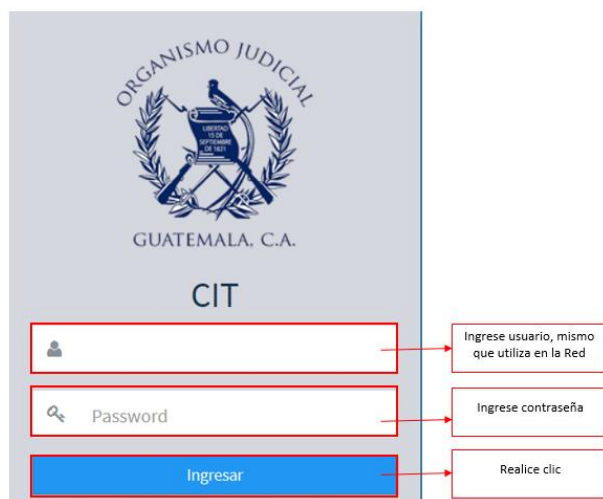 ORGANISMO JUDICIAL
LIBERTAD
15 DE
SEPTIEMBRE
DE 1821
GUATEMALA, C.A.
CIT
Ingrese usuario, mismo
que utiliza en la Red
Password
Ingrese contraseña
Ingresar
Realice clic